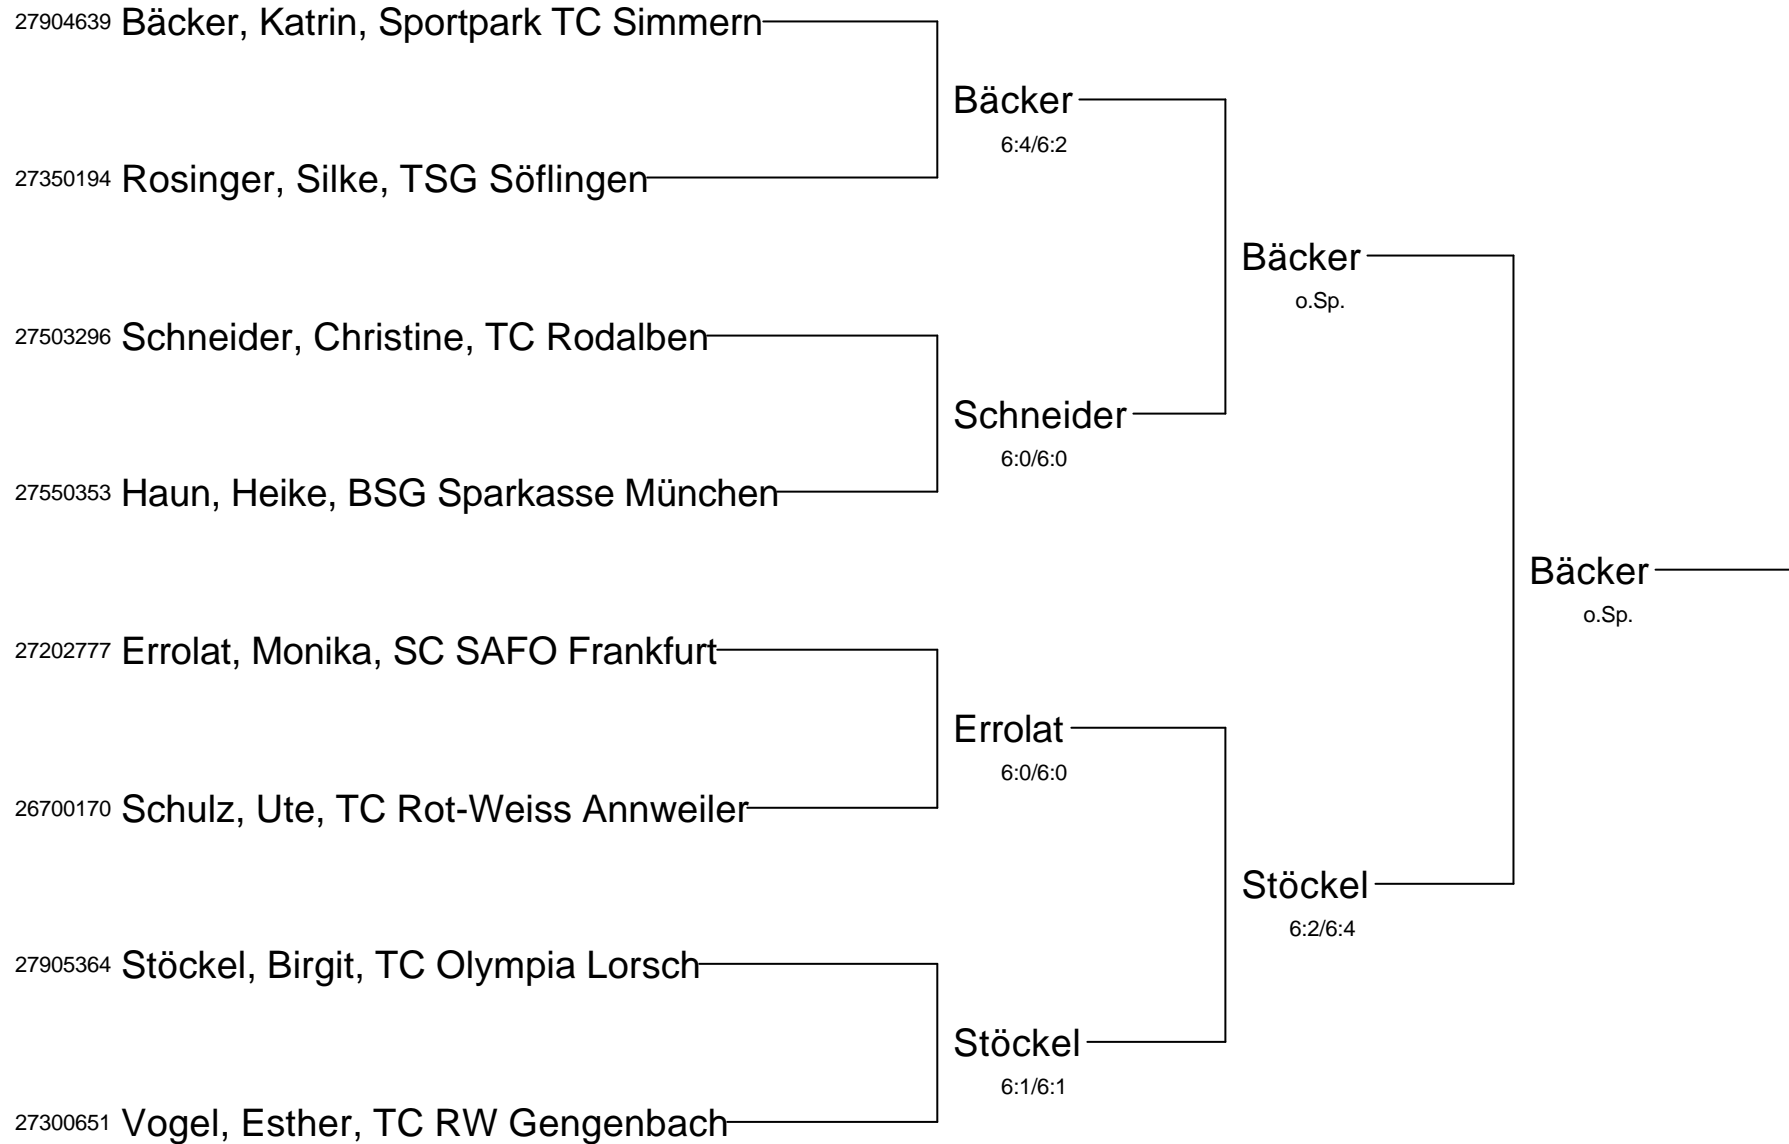 27904639 Bäcker, Katrin, Sportpark TC Simmern
Bäcker
6:4/6:2
27350194 Rosinger, Silke, TSG Söflingen
Bäcker
o.Sp.
27503296 Schneider, Christine, TC Rodalben
Schneider
6:0/6:0
27550353 Haun, Heike, BSG Sparkasse München
Bäcker
o.Sp.
27202777 Errolat, Monika, SC SAFO Frankfurt
Errolat
6:0/6:0
26700170 Schulz, Ute, TC Rot-Weiss Annweiler
Stöckel
6:2/6:4
27905364 Stöckel, Birgit, TC Olympia Lorsch
Stöckel
6:1/6:1
27300651 Vogel, Esther, TC RW Gengenbach